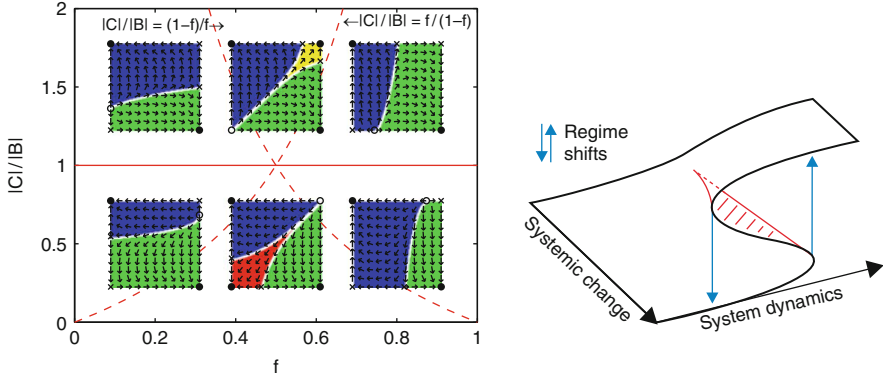 |C|/|B| = (1−f)/f→
←|C|/|B| = f/(1−f)
2
1.5
1
0.5
0
|C|/|B|
0
0.2
0.4
0.6
0.8
1
f
Regime
shifts
Systemic change
System dynamics